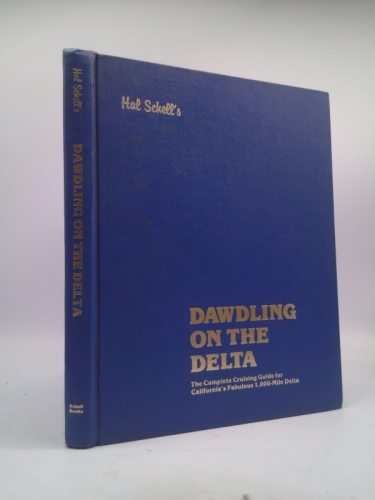 Hal Schell's
DAWDLING ON THE DELTA
Schell
Books
Hal Schell's
DAWDLING
ON THE
DELTA
The Complete Cruising Guide for
California's Fabulous 1,000-Mile Delta